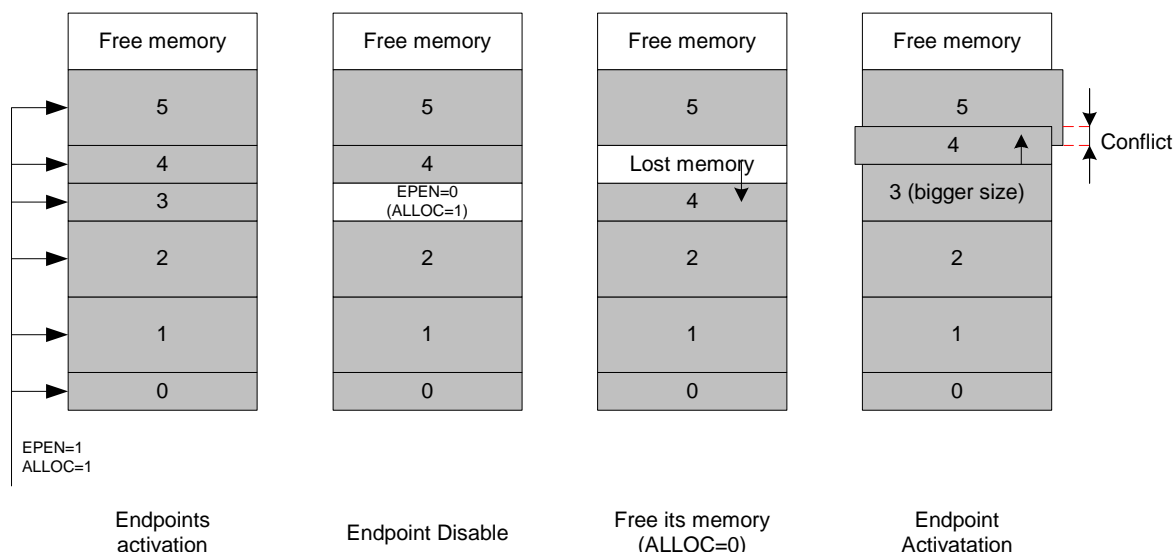 Free memory
5
4
3
2
1
0
EPEN=1
ALLOC=1
Endpoints
activation
Free memory
5
4
EPEN=0
(ALLOC=1)
2
1
0
Endpoint Disable
Free memory
5
Lost memory
4
2
1
0
Free its memory
(ALLOC=0)
Free memory
5
4
Conflict
3 (bigger size)
2
1
0
Endpoint
Activatation